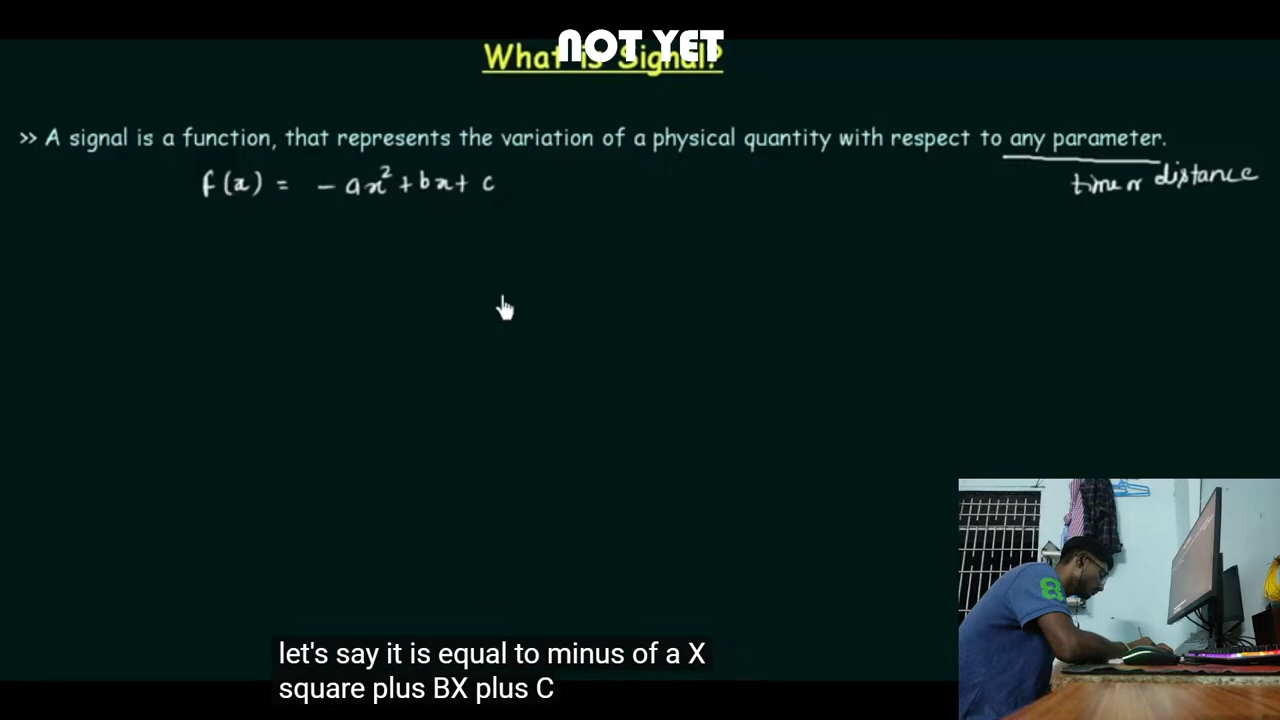 NOT YET
What is Signal?
>> A signal is a function, that represents the variation of a physical quantity with respect to any parameter.
f(x) = - ax² + bx + c
time or distance
let's say it is equal to minus of a X
square plus BX plus C